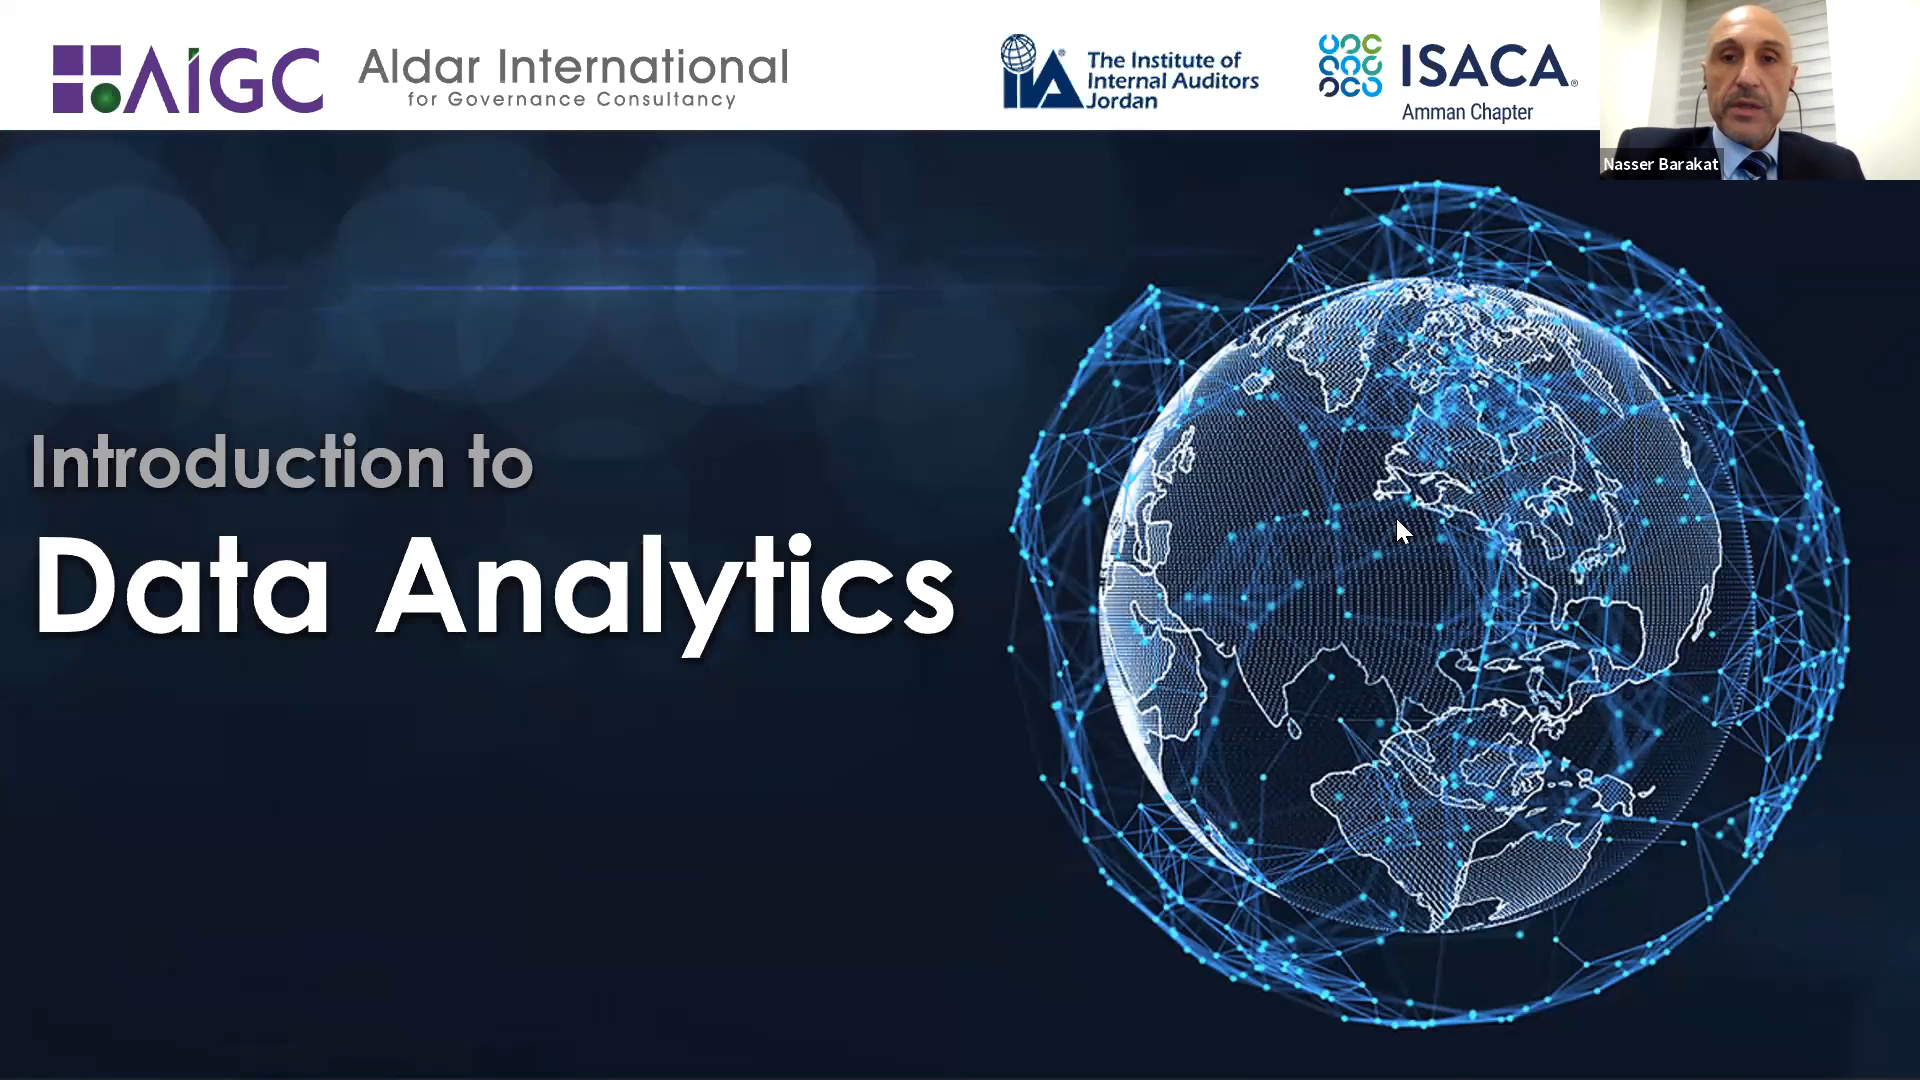 AIGC
Aldar International
for Governance Consultancy
IIA
The Institute of
Internal Auditors
Jordan
ISACA®
Amman Chapter
Nasser Barakat
Introduction to
Data Analytics